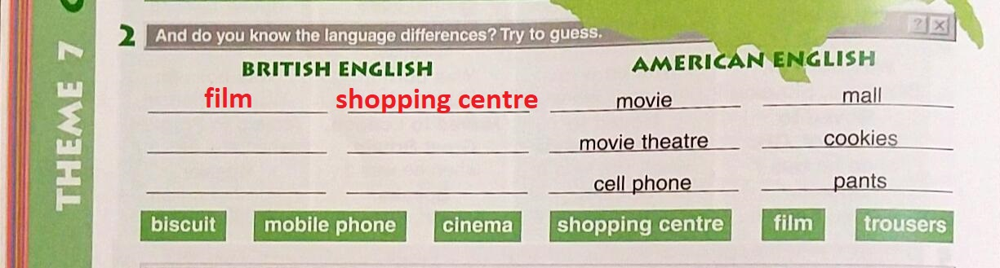 THEME 7
2 And do you know the language differences? Try to guess. ? X
BRITISH ENGLISH AMERICAN ENGLISH
film shopping centre movie mall
movie theatre cookies
cell phone pants
biscuit mobile phone cinema shopping centre film trousers